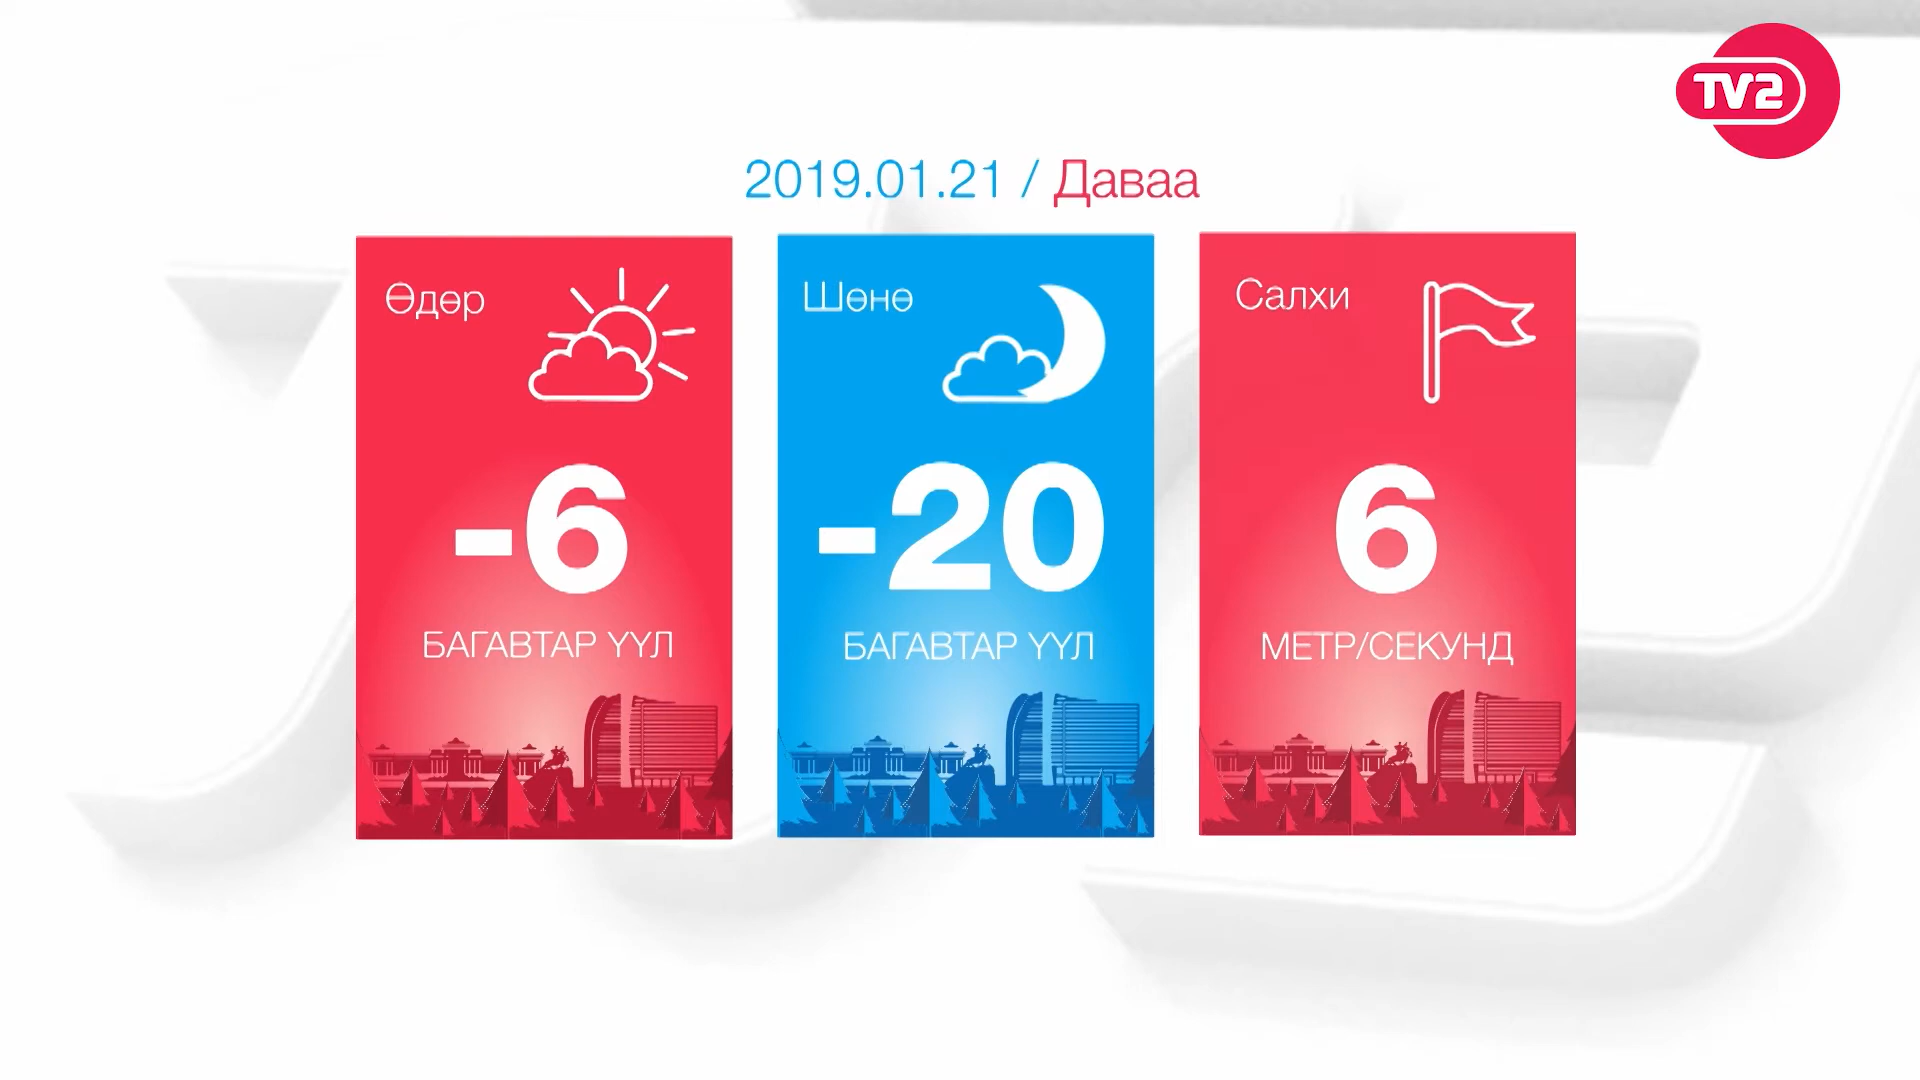 TV2
2019.01.21 / Даваа
Өдөр
-6
БАГАВТАР ҮҮЛ
Шөнө
-20
БАГАВТАР ҮҮЛ
Салхи
6
МЕТР/СЕКУНД